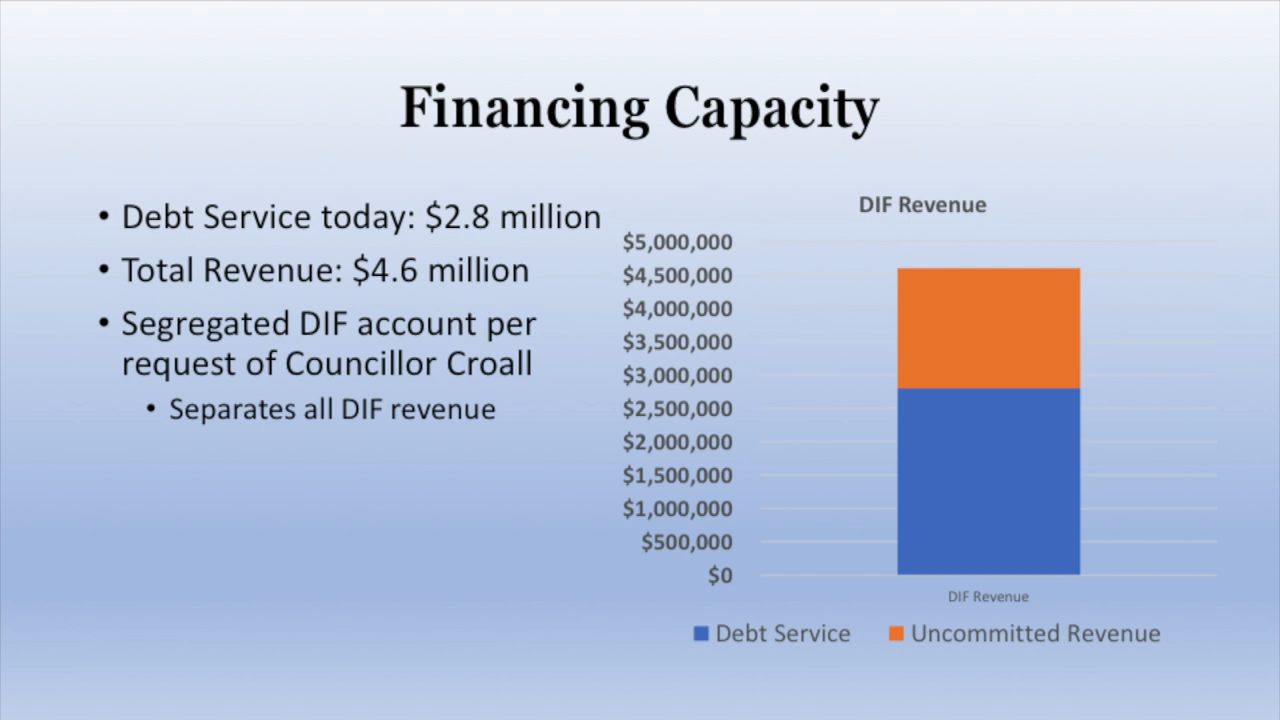 Financing Capacity
• Debt Service today: $2.8 million
• Total Revenue: $4.6 million
• Segregated DIF account per
request of Councillor Croall
• Separates all DIF revenue
DIF Revenue
$5,000,000
$4,500,000
$4,000,000
$3,500,000
$3,000,000
$2,500,000
$2,000,000
$1,500,000
$1,000,000
$500,000
$0
DIF Revenue
Debt Service
Uncommitted Revenue